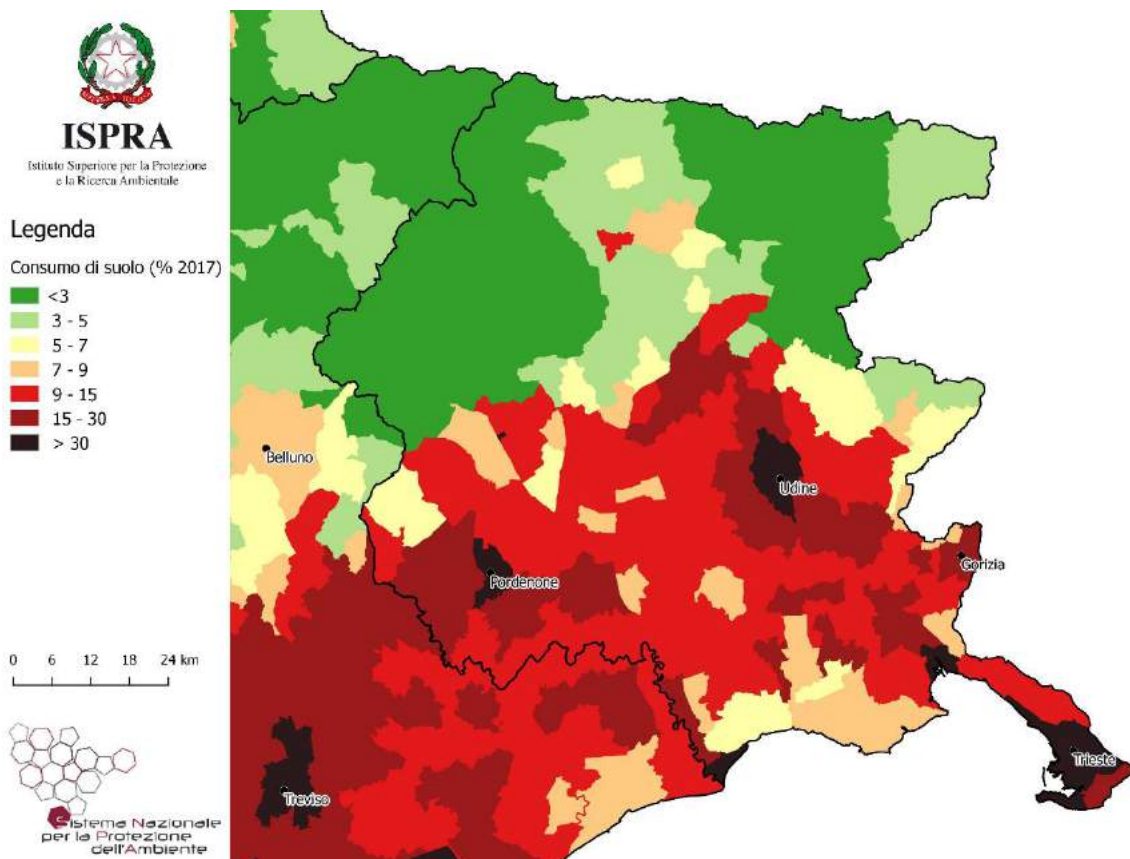 ISPRA
Istituto Superiore per la Protezione
e la Ricerca Ambientale
Legenda
Consumo di suolo (% 2017)
<3
3 - 5
5 - 7
7 - 9
9 - 15
15 - 30
> 30
Belluno
Udine
Pordenone
Gorizia
Treviso
Trieste
0 6 12 18 24 km
Sistema Nazionale
per la Protezione
dell'Ambiente